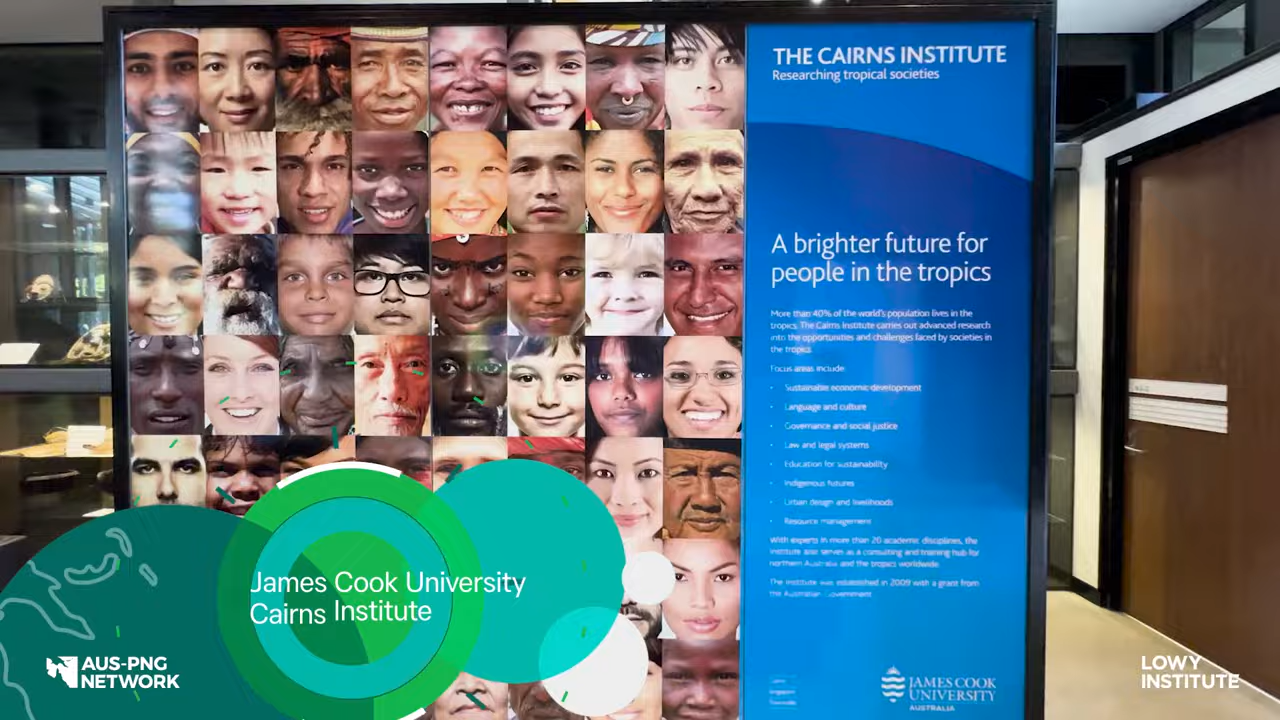 THE CAIRNS INSTITUTE
Researching tropical societies
A brighter future for
people in the tropics
More than 40% of the world's population lives in the
tropics. The Cairns Institute carries out advanced research
into the opportunities and challenges faced by societies in
the tropics.
Focus areas include:
Sustainable economic development
Language and culture
Governance and social justice
Law and legal systems
Education for sustainability
Indigenous futures
Urban design and livelihoods
Resource management
With experts in more than 20 academic disciplines, the
institute also serves as a consulting and training hub for
northern Australia and the tropics worldwide.
The institute was established in 2009 with a grant from
the Australian Government
JAMES COOK
UNIVERSITY
AUSTRALIA
James Cook University
Cairns Institute
AUS-PNG
NETWORK
LOWY
INSTITUTE